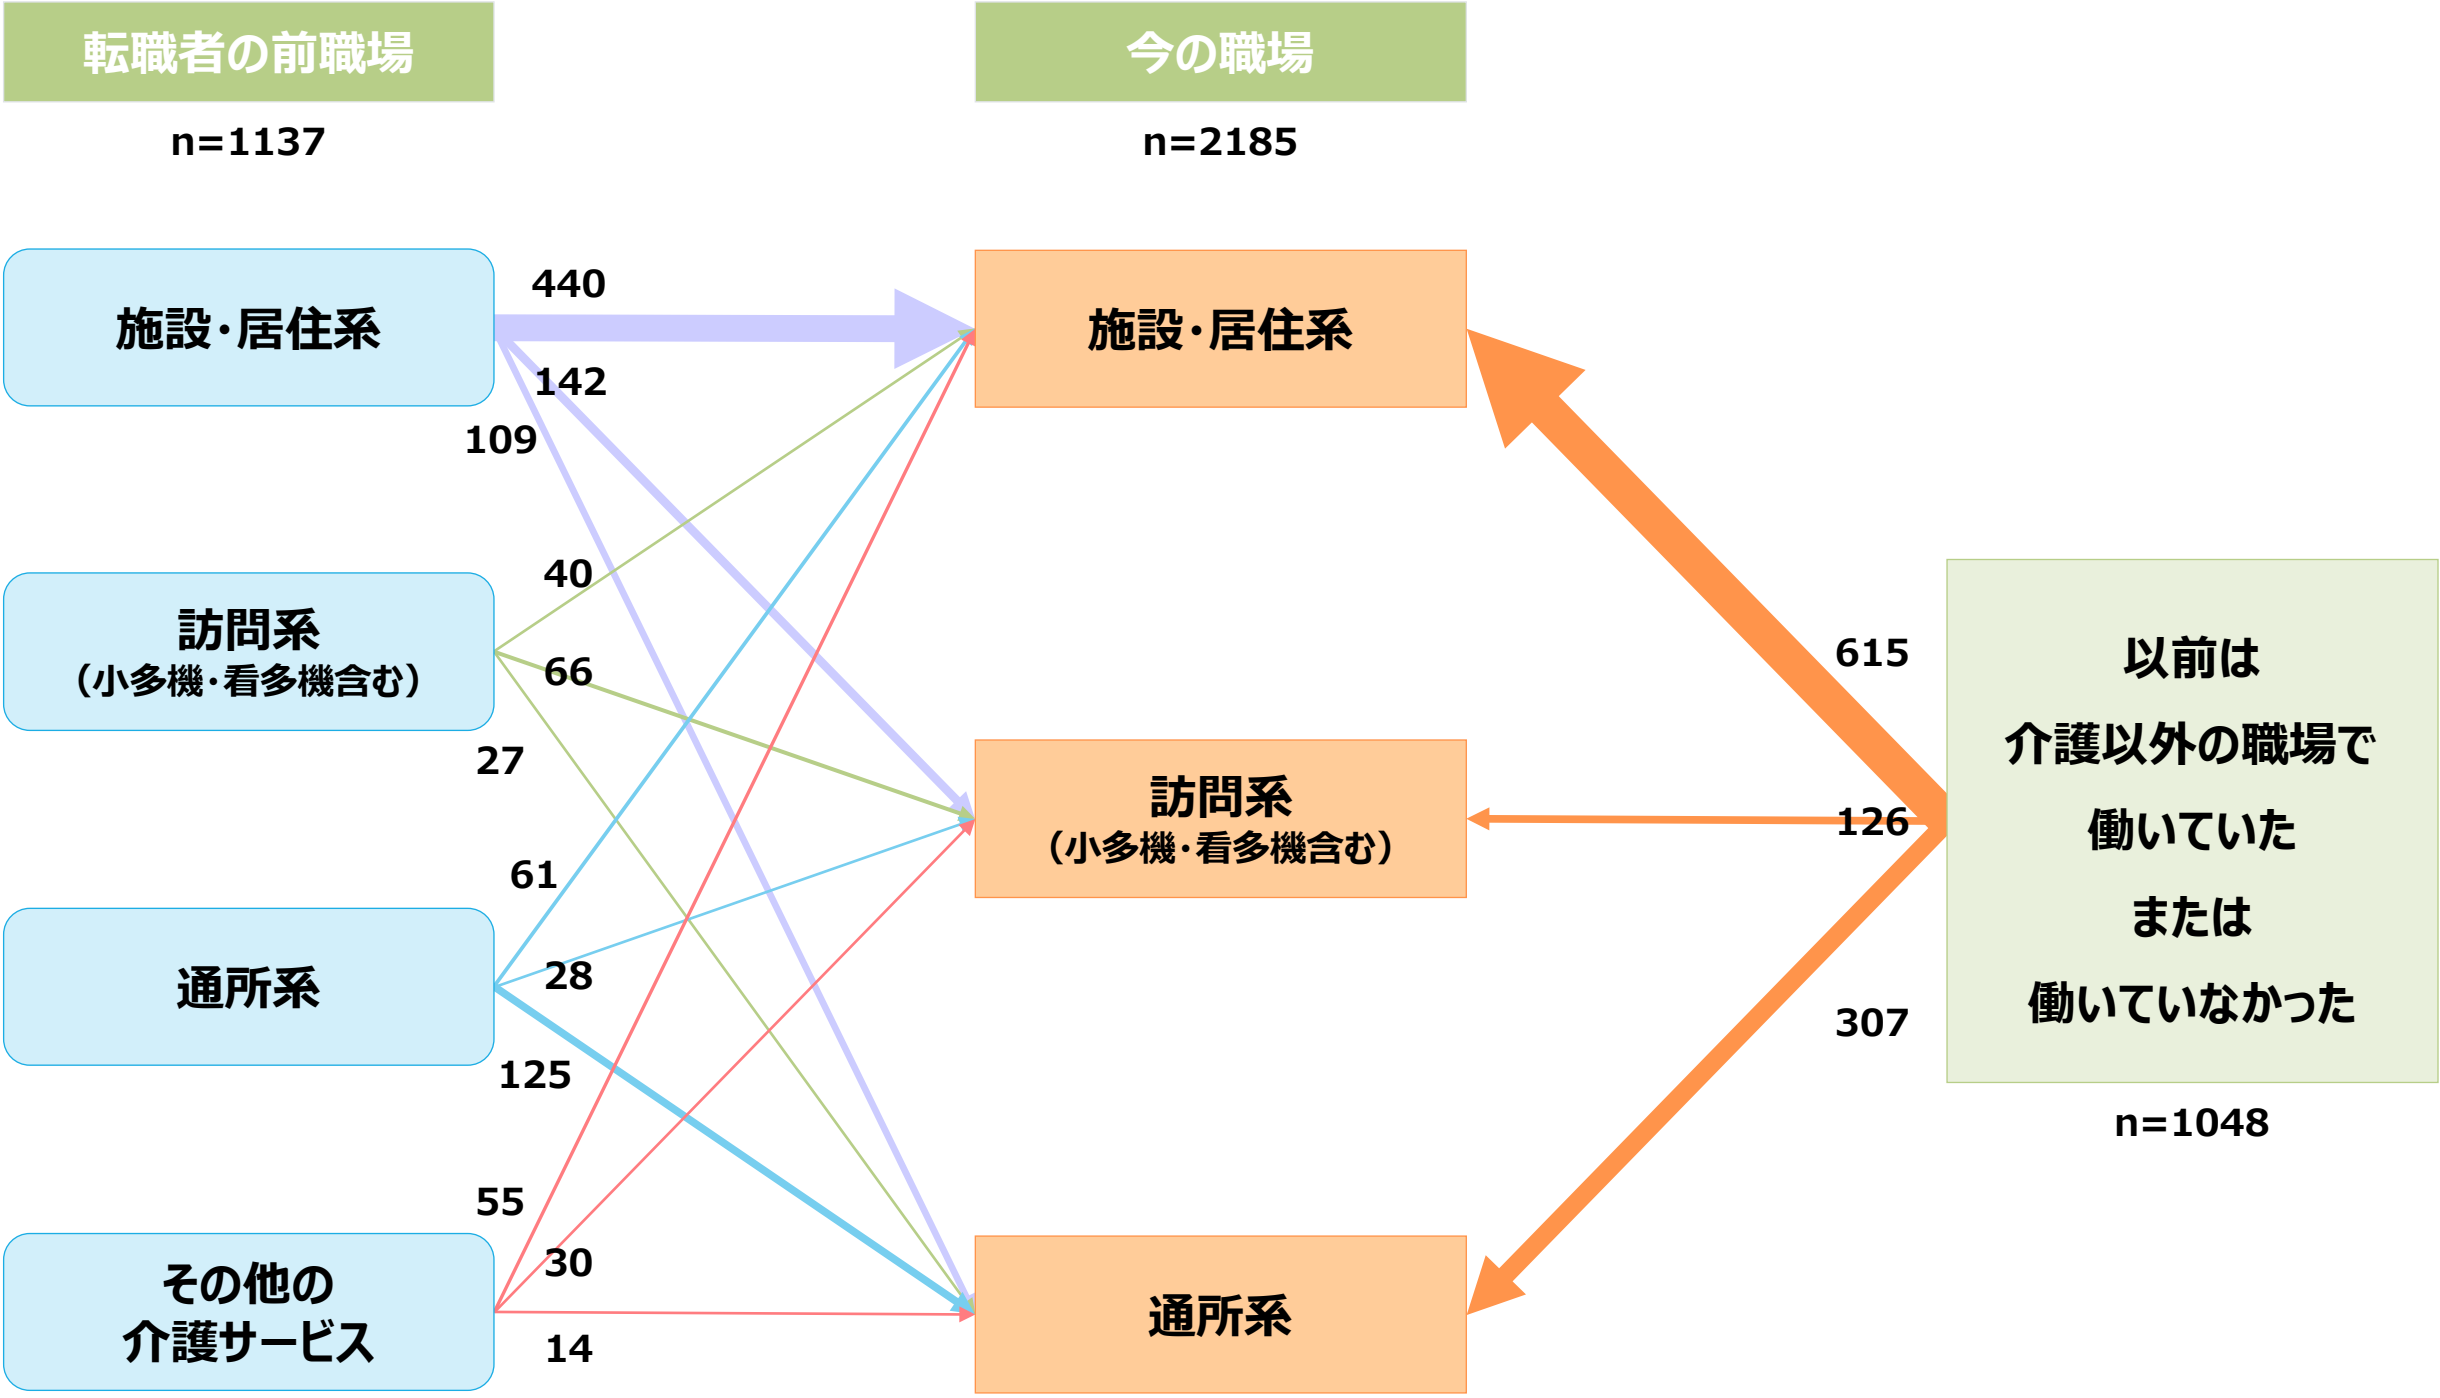 転職者の前職場
n=1137
今の職場
n=2185
施設・居住系
440
142
109
訪問系
（小多機・看多機含む）
40
66
27
通所系
61
28
125
その他の
介護サービス
55
30
14
施設・居住系
訪問系
（小多機・看多機含む）
通所系
615
126
307
以前は
介護以外の職場で
働いていた
または
働いていなかった
n=1048